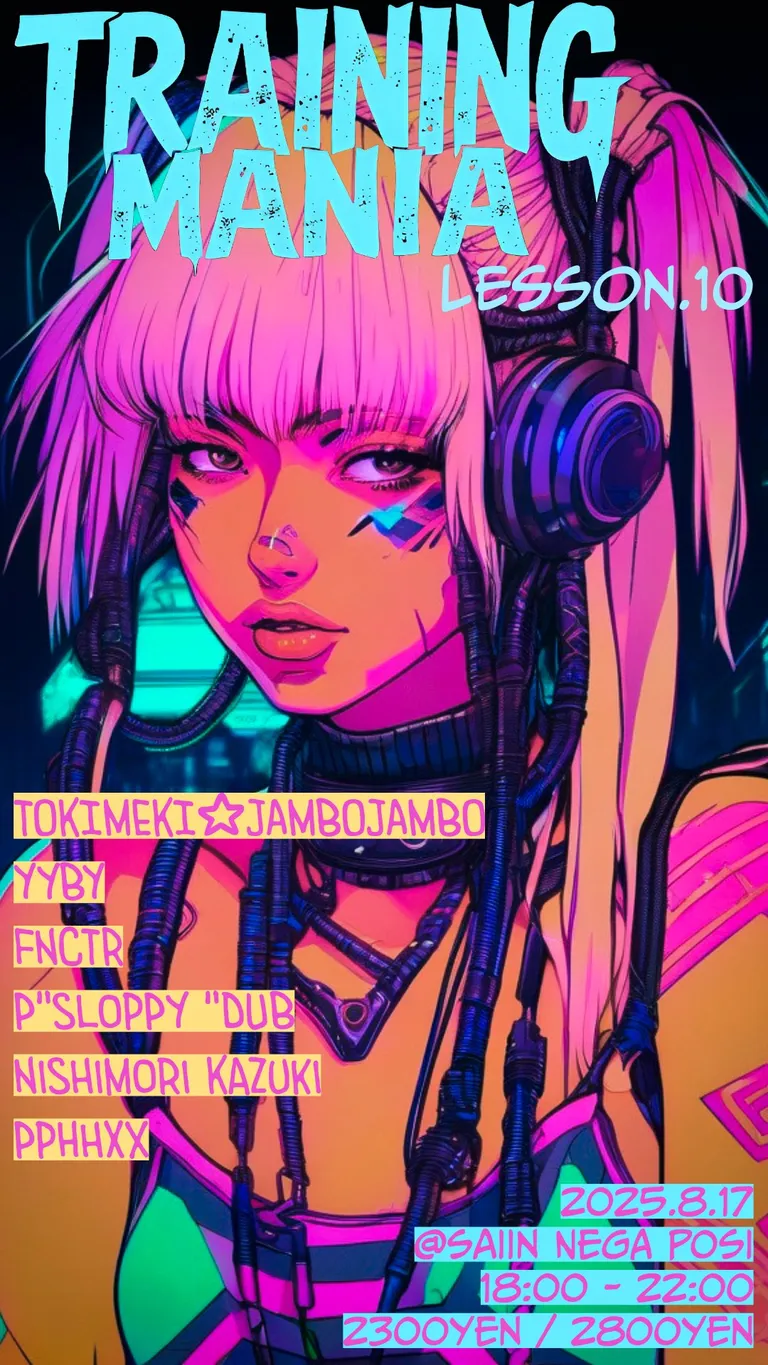 TRAINING
MANIA
LESSON.10
TOKIMEKI☆JAMBOJAMBO
YYBY
FNCTR
P"SLOPPY "DUB
NISHIMORI KAZUKI
PPHHXX
2025.8.17
@SAIIN NEGA POSI
18:00 - 22:00
2300YEN / 2800YEN